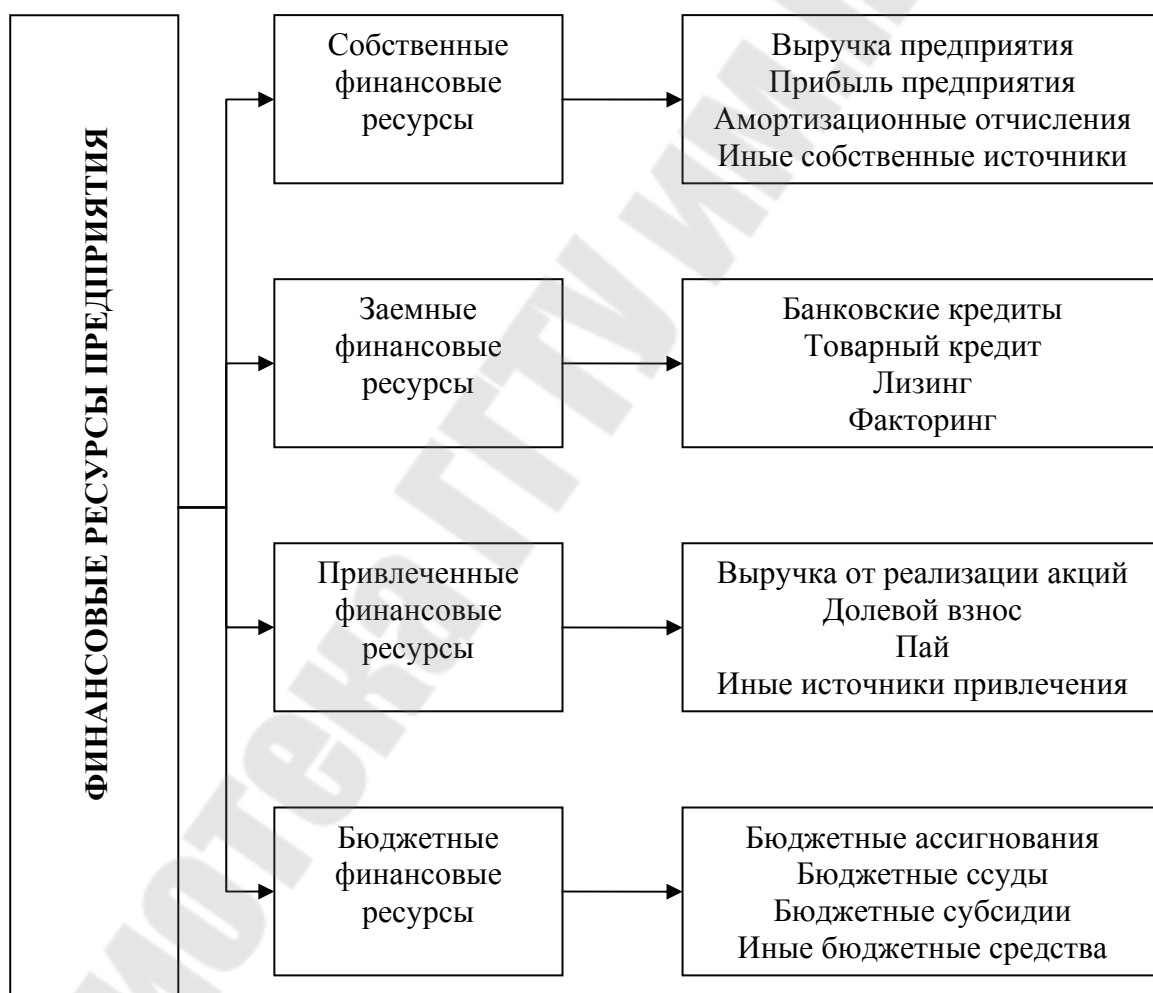 ФИНАНСОВЫЕ РЕСУРСЫ ПРЕДПРИЯТИЯ
Собственные
финансовые
ресурсы
Выручка предприятия
Прибыль предприятия
Амортизационные отчисления
Иные собственные источники
Заемные
финансовые
ресурсы
Банковские кредиты
Товарный кредит
Лизинг
Факторинг
Привлеченные
финансовые
ресурсы
Выручка от реализации акций
Долевой взнос
Пай
Иные источники привлечения
Бюджетные
финансовые
ресурсы
Бюджетные ассигнования
Бюджетные ссуды
Бюджетные субсидии
Иные бюджетные средства
ГГТУ им